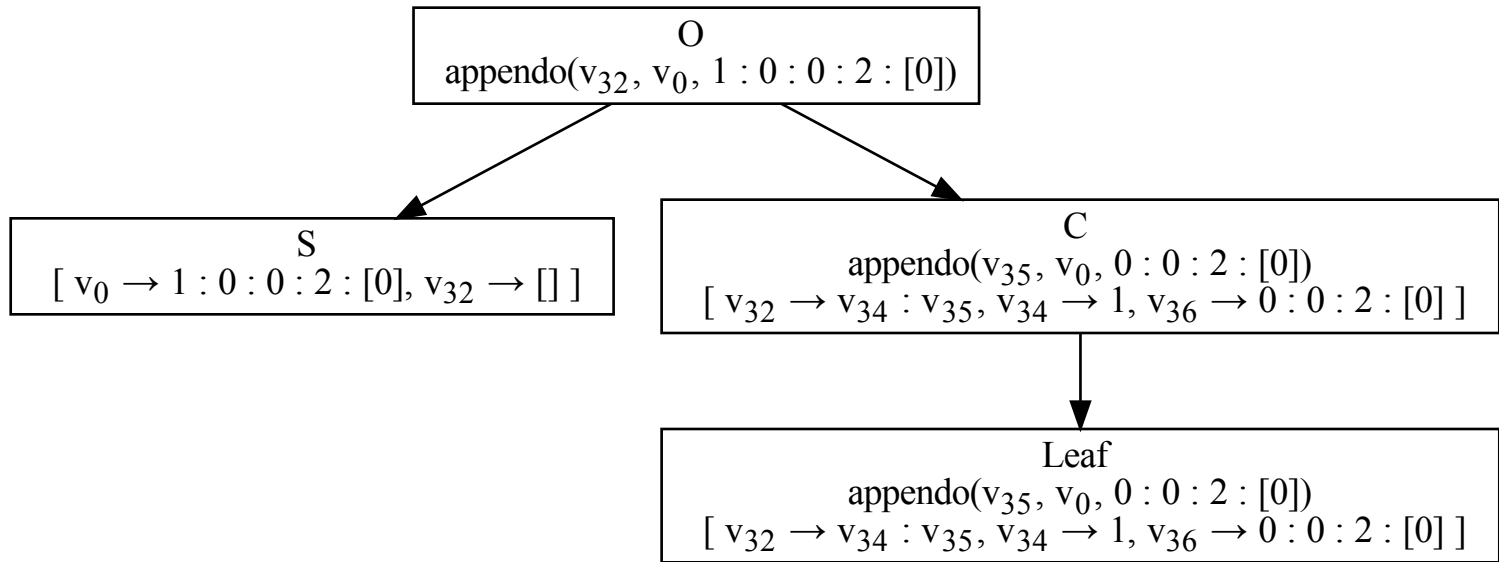 O
appendo(v₃₂, v₀, 1 : 0 : 0 : 2 : [0])
S
[ v₀ → 1 : 0 : 0 : 2 : [0], v₃₂ → [] ]
C
appendo(v₃₅, v₀, 0 : 0 : 2 : [0])
[ v₃₂ → v₃₄ : v₃₅, v₃₄ → 1, v₃₆ → 0 : 0 : 2 : [0] ]
Leaf
appendo(v₃₅, v₀, 0 : 0 : 2 : [0])
[ v₃₂ → v₃₄ : v₃₅, v₃₄ → 1, v₃₆ → 0 : 0 : 2 : [0] ]